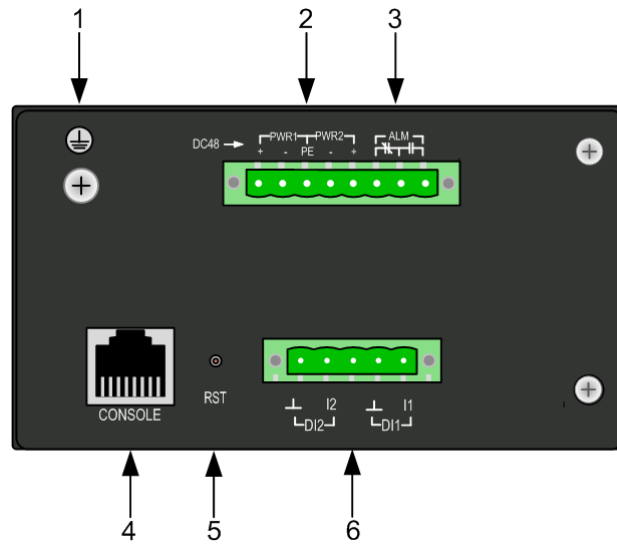 1 2 3
PWR1 PWR2 ALM
DC48
+ - PE - +
CONSOLE
RST
I2 I1
DI2 DI1
4 5 6